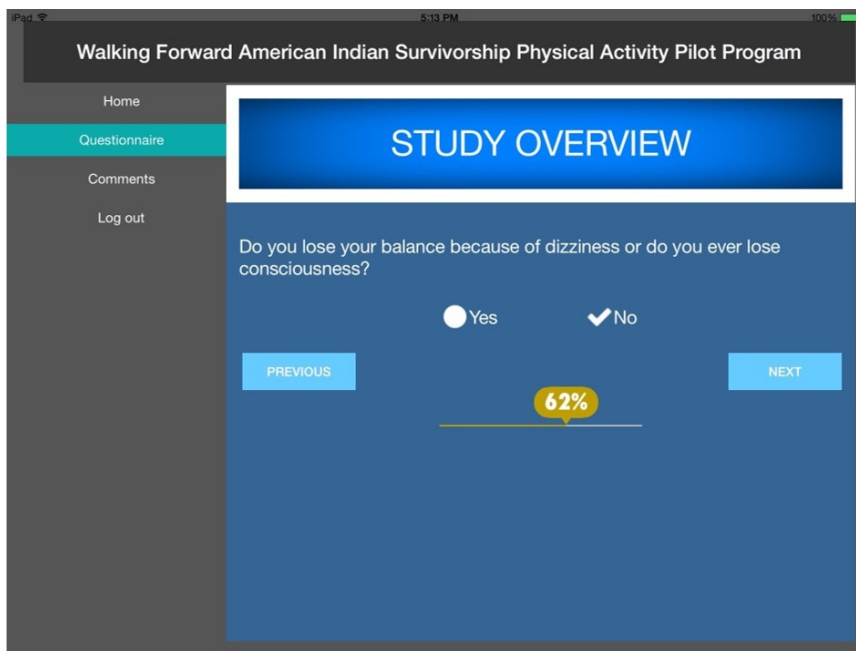 iPad 5:13 PM 100%
Walking Forward American Indian Survivorship Physical Activity Pilot Program
Home
Questionnaire
Comments
Log out
STUDY OVERVIEW
Do you lose your balance because of dizziness or do you ever lose
consciousness?
Yes No
PREVIOUS NEXT
62%